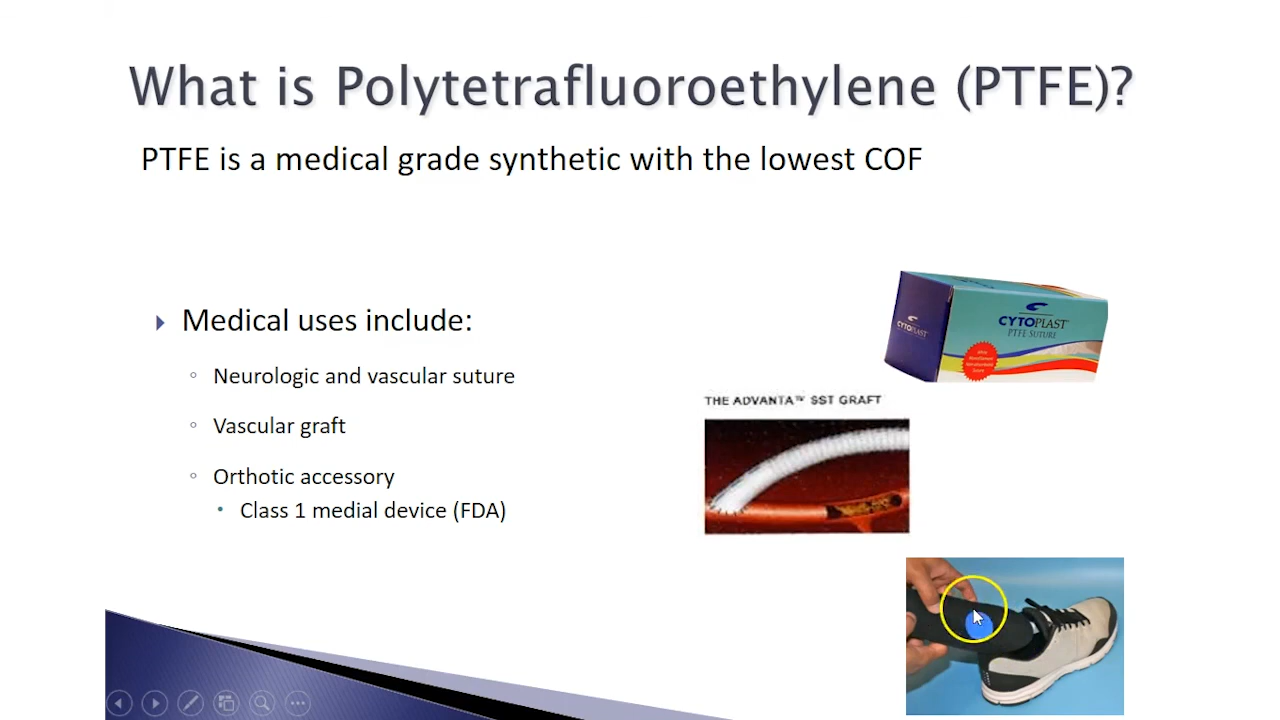 What is Polytetrafluoroethylene (PTFE)?
PTFE is a medical grade synthetic with the lowest COF
Medical uses include:
Neurologic and vascular suture
Vascular graft
Orthotic accessory
Class 1 medial device (FDA)
CYTOPLAST
CYTOPLAST
PTFE SUTURE
THE ADVANTA™ SST GRAFT